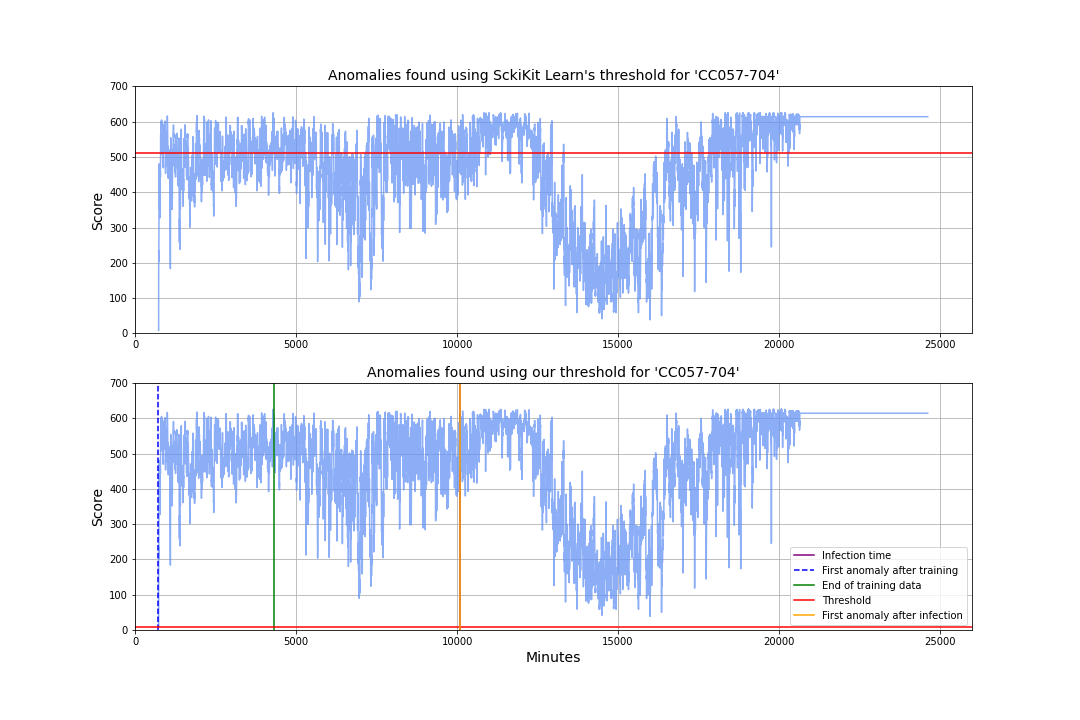 Anomalies found using SckiKit Learn's threshold for 'CC057-704'
700
600
500
400
300
200
100
0
Score
0 5000 10000 15000 20000 25000
Anomalies found using our threshold for 'CC057-704'
700
600
500
400
300
200
100
0
Score
Infection time
First anomaly after training
End of training data
Threshold
First anomaly after infection
0 5000 10000 15000 20000 25000
Minutes